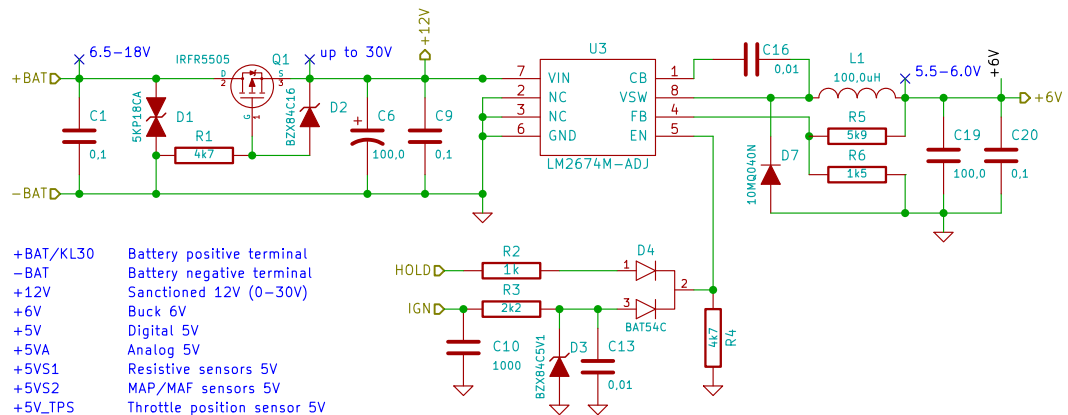 +12V
6.5-18V
IRFR5505
Q1
up to 30V
U3
C16
0,01
L1
100,0uH
5.5-6.0V
+6V
+BAT
D
S
2
3
G
1
7
VIN
CB
1
2
NC
VSW
8
3
NC
FB
4
6
GND
EN
5
LM2674M-ADJ
+6V
C1
0,1
5KP18CA
D1
R1
4k7
BZX84C16
D2
+
C6
100,0
C9
0,1
R5
5k9
R6
1k5
C19
100,0
C20
0,1
D7
10MQ040N
-BAT
+BAT/KL30 Battery positive terminal
-BAT Battery negative terminal
+12V Sanctioned 12V (0-30V)
+6V Buck 6V
+5V Digital 5V
+5VA Analog 5V
+5VS1 Resistive sensors 5V
+5VS2 MAP/MAF sensors 5V
+5V_TPS Throttle position sensor 5V
HOLD
R2
1k
D4
1
2
IGN
R3
2k2
3
BAT54C
C10
1000
BZX84C5V1
D3
C13
0,01
4k7
R4